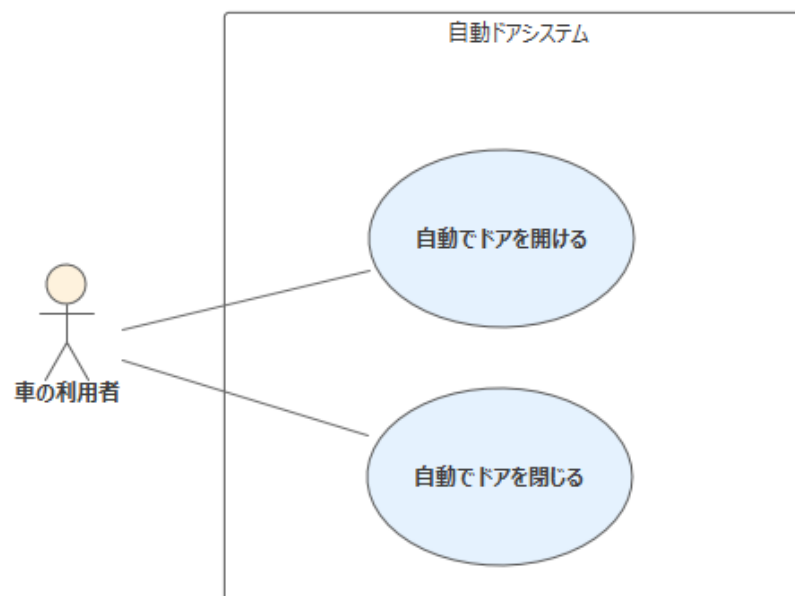 自動ドアシステム
自動でドアを開ける
車の利用者
自動でドアを閉じる